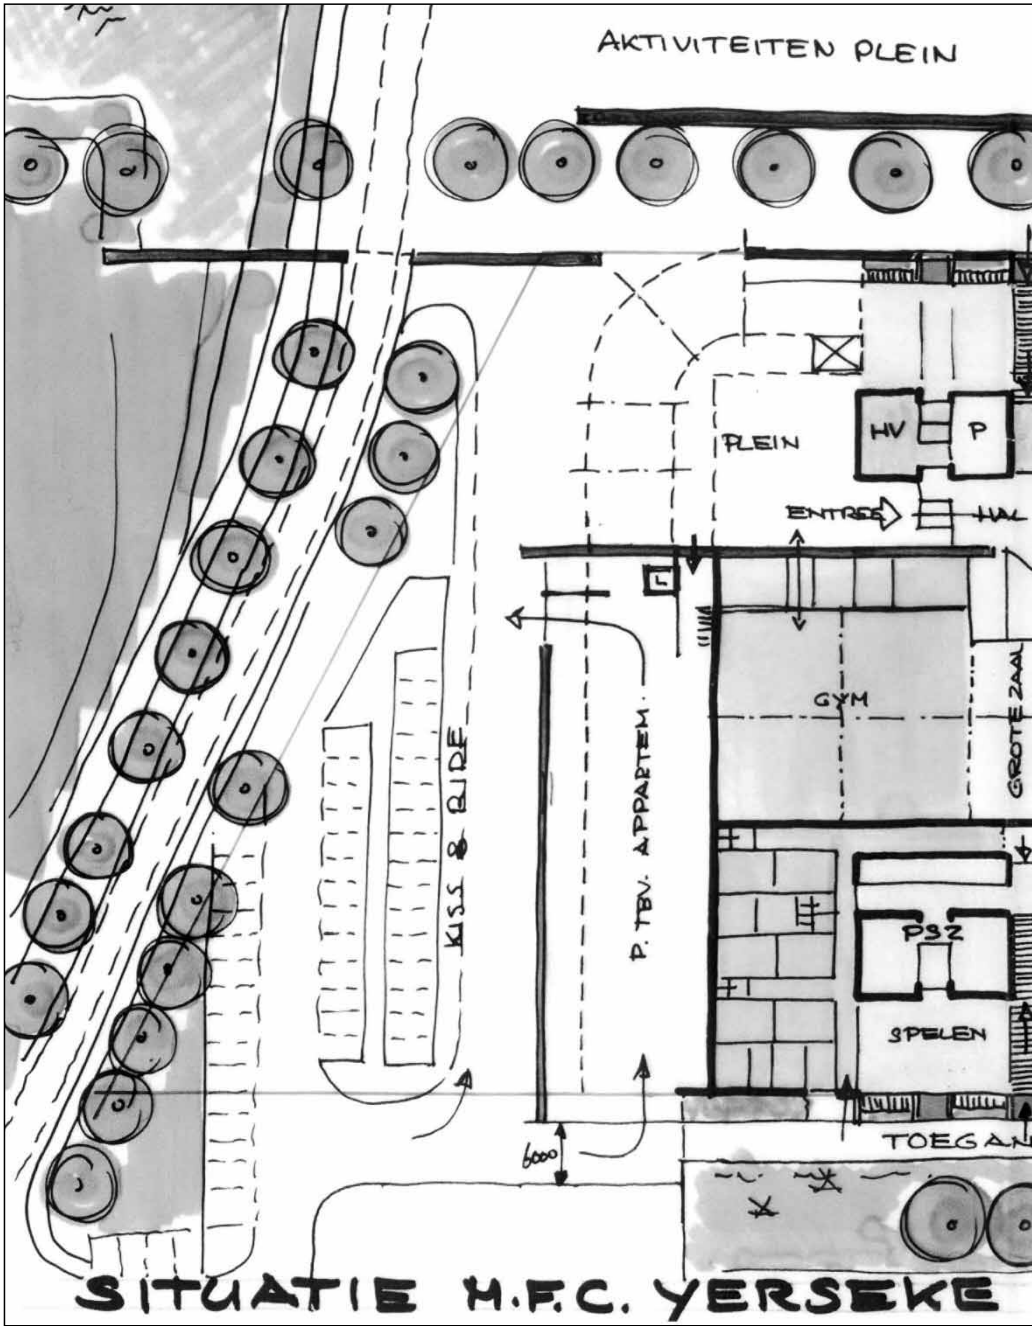 AKTIVITEITEN PLEIN
HV
P
PLEIN
ENTREE
HAL
L
GYM
GROTE ZAAL
KISS & RIDE
P. TBV. APPARTEM.
PSZ
SPELEN
TOEGAN
6000
SITUATIE M.F.C. YERSEKE